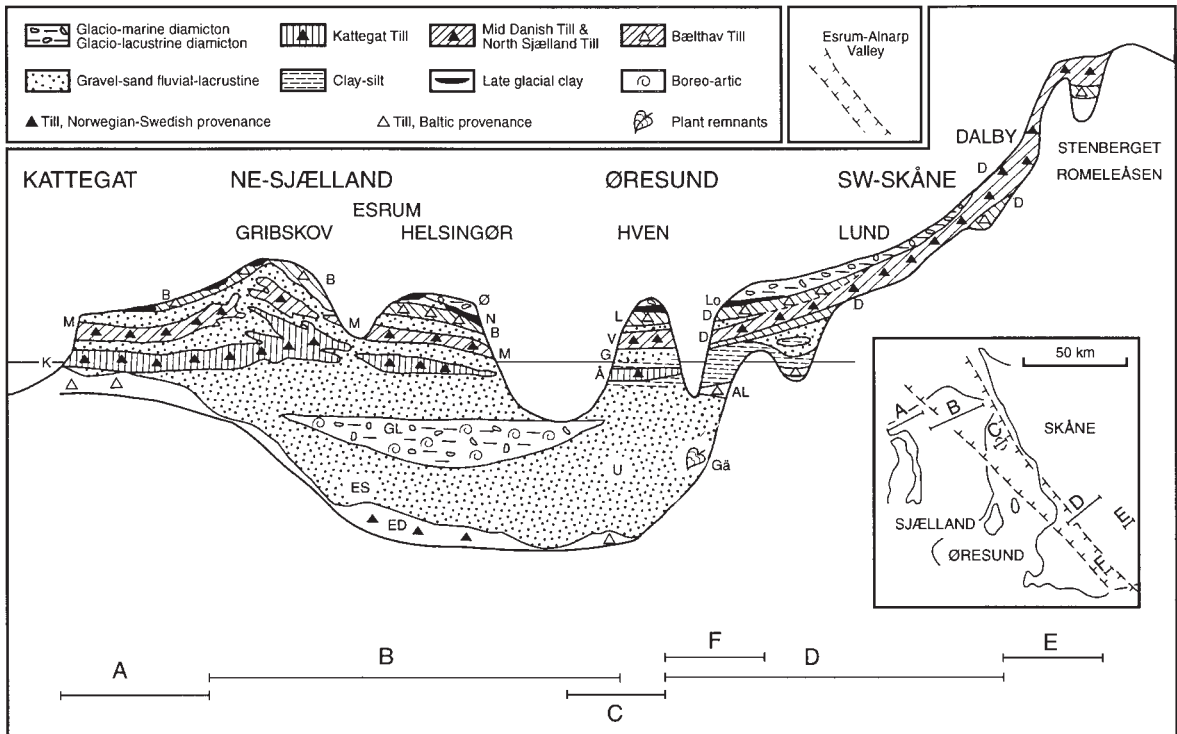 Glacio-marine diamicton
Glacio-lacustrine diamicton
Kattegat Till
Mid Danish Till &
North Sjælland Till
Bælthav Till
Gravel-sand fluvial-lacrustine
Clay-silt
Late glacial clay
Boreo-artic
Till, Norwegian-Swedish provenance
Till, Baltic provenance
Plant remnants
Esrum-Alnarp
Valley
DALBY
STENBERGET
ROMELEÅSEN
KATTEGAT
NE-SJÆLLAND
ØRESUND
SW-SKÅNE
ESRUM
GRIBSKOV
HELSINGØR
HVEN
LUND
D
D
B
B
M
M
K
Ø
N
B
M
L
V
G
Å
Lo
D
D
D
AL
GL
U
Gä
ES
ED
50 km
A
B
C
SKÅNE
D
E
F
SJÆLLAND
ØRESUND
A
B
C
F
D
E